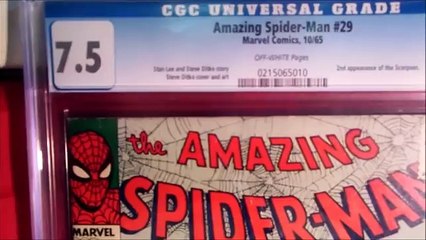 CGC UNIVERSAL GRADE
7.5
Amazing Spider-Man #29
Marvel Comics, 10/65
OFF-WHITE Pages
Stan Lee and Steve Ditko story
Steve Ditko cover and art
2nd appearance of the Scorpion.
0215065010
the AMAZING
SPIDER-MAN
MARVEL